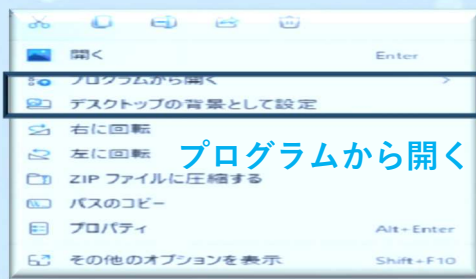 開く Enter
プログラムから開く >
デスクトップの背景として設定
右に回転
左に回転
プログラムから開く
ZIP ファイルに圧縮する
パスのコピー
プロパティ Alt+Enter
その他のオプションを表示 Shift+F10